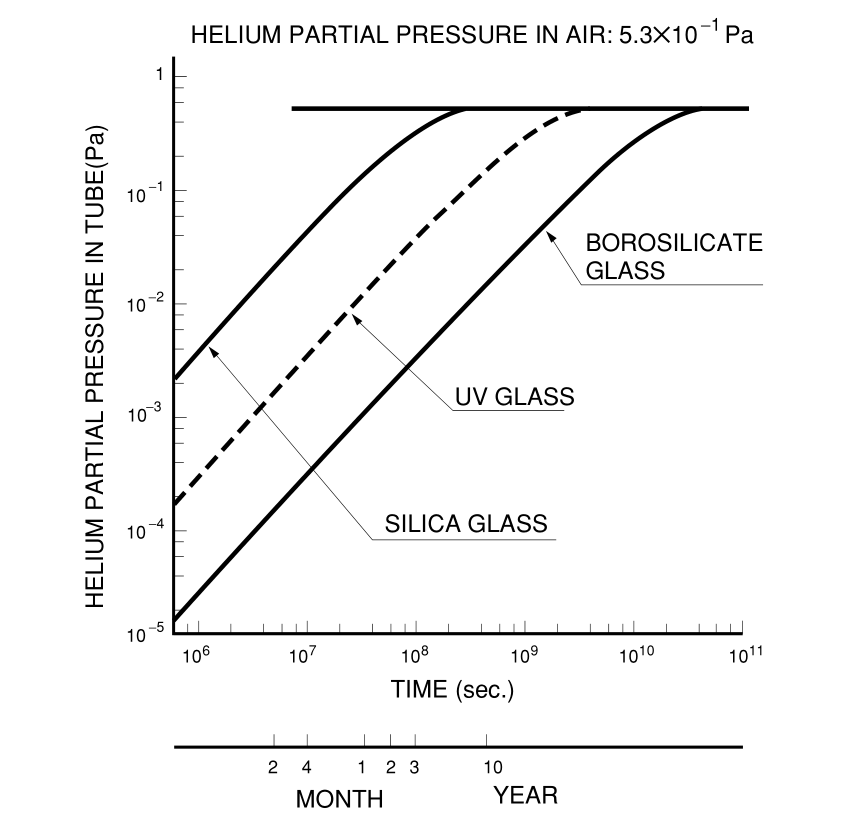 HELIUM PARTIAL PRESSURE IN AIR: 5.3×10⁻¹ Pa
HELIUM PARTIAL PRESSURE IN TUBE(Pa)
1
10⁻¹
10⁻²
10⁻³
10⁻⁴
10⁻⁵
BOROSILICATE
GLASS
UV GLASS
SILICA GLASS
10⁶ 10⁷ 10⁸ 10⁹ 10¹⁰ 10¹¹
TIME (sec.)
2 4 1 2 3 10
MONTH YEAR